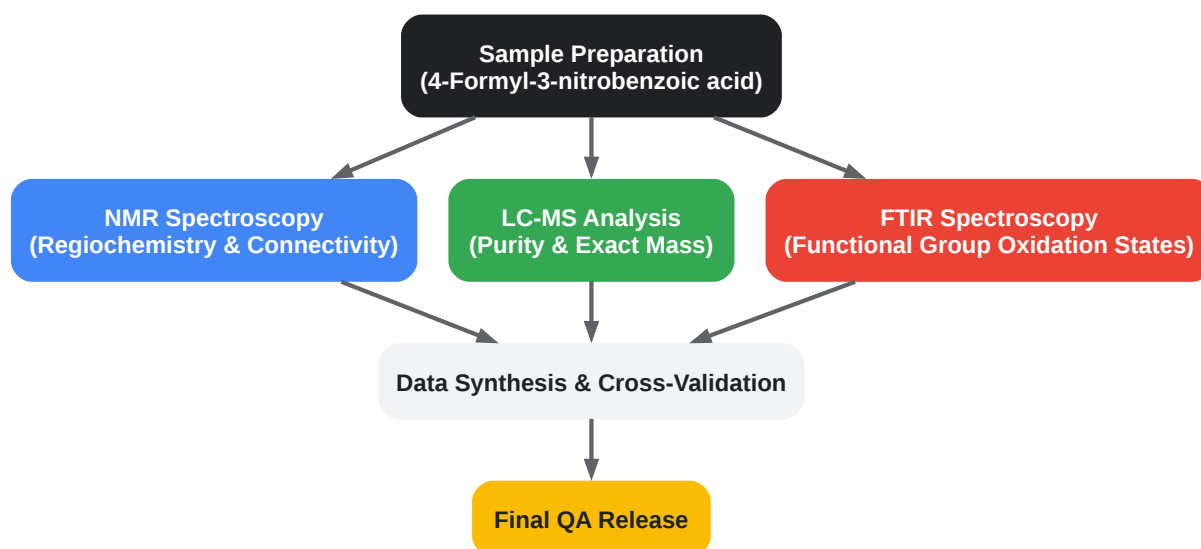 Sample Preparation
(4-Formyl-3-nitrobenzoic acid)
NMR Spectroscopy
(Regiochemistry & Connectivity)
LC-MS Analysis
(Purity & Exact Mass)
FTIR Spectroscopy
(Functional Group Oxidation States)
Data Synthesis & Cross-Validation
Final QA Release